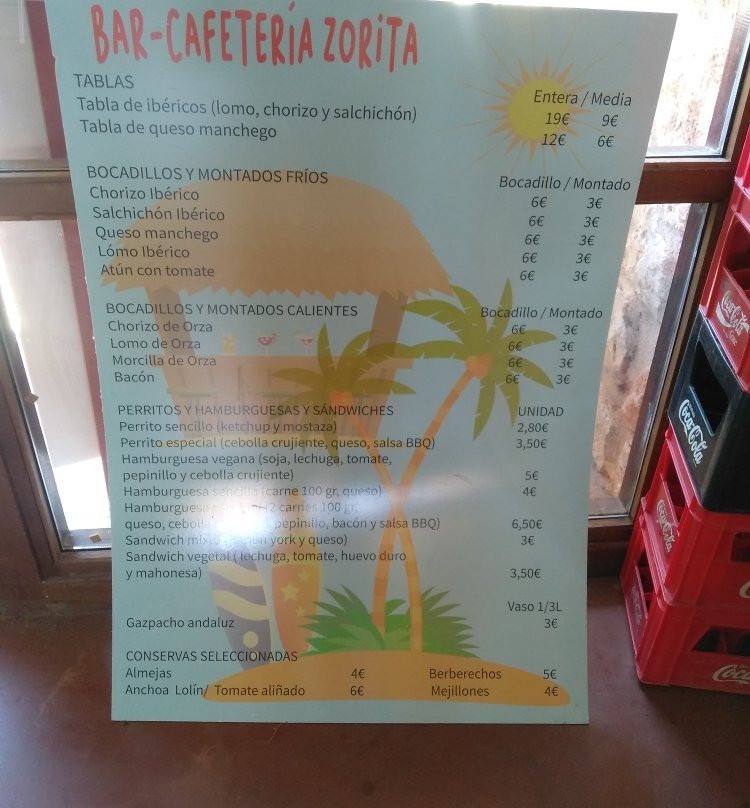 BAR-CAFETERÍA ZORITA
TABLAS Entera / Media
Tabla de ibéricos (lomo, chorizo y salchichón) 19€ 9€
Tabla de queso manchego 12€ 6€
BOCADILLOS Y MONTADOS FRÍOS Bocadillo / Montado
Chorizo Ibérico 6€ 3€
Salchichón Ibérico 6€ 3€
Queso manchego 6€ 3€
Lómo Ibérico 6€ 3€
Atún con tomate 6€ 3€
BOCADILLOS Y MONTADOS CALIENTES Bocadillo / Montado
Chorizo de Orza 6€ 3€
Lomo de Orza 6€ 3€
Morcilla de Orza 6€ 3€
Bacón 6€ 3€
PERRITOS Y HAMBURGUESAS Y SÁNDWICHES UNIDAD
Perrito sencillo (ketchup y mostaza) 2,80€
Perrito especial (cebolla crujiente, queso, salsa BBQ) 3,50€
Hamburguesa vegana (soja, lechuga, tomate,
pepinillo y cebolla crujiente) 5€
Hamburguesa sencilla (carne 100 gr, queso) 4€
Hamburguesa (2 carnes 100 gr,
queso, cebolla pepinillo, bacón y salsa BBQ) 6,50€
Sandwich mixto york y queso) 3€
Sandwich vegetal ( lechuga, tomate, huevo duro
y mahonesa) 3,50€
Vaso 1/3L
Gazpacho andaluz 3€
CONSERVAS SELECCIONADAS
Almejas 4€ Berberechos 5€
Anchoa Lolín/ Tomate aliñado 6€ Mejillones 4€
Coca-Cola
Coca-Cola
Coca-Cola
Coca-Cola